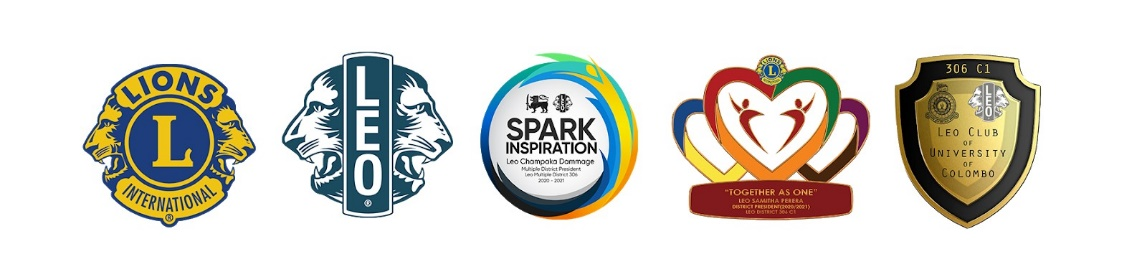 LIONS
L
INTERNATIONAL
®
LEO
®
LEO
SPARK
INSPIRATION
Leo Champaka Dammage
Multiple District President
Leo Multiple District 306
2020 - 2021
L
"TOGETHER AS ONE"
LEO SAMITHA PERERA
DISTRICT PRESIDENT(2020/2021)
LEO DISTRICT 306 C1
306 C1
LEO
LEO CLUB
OF
UNIVERSITY
OF
COLOMBO